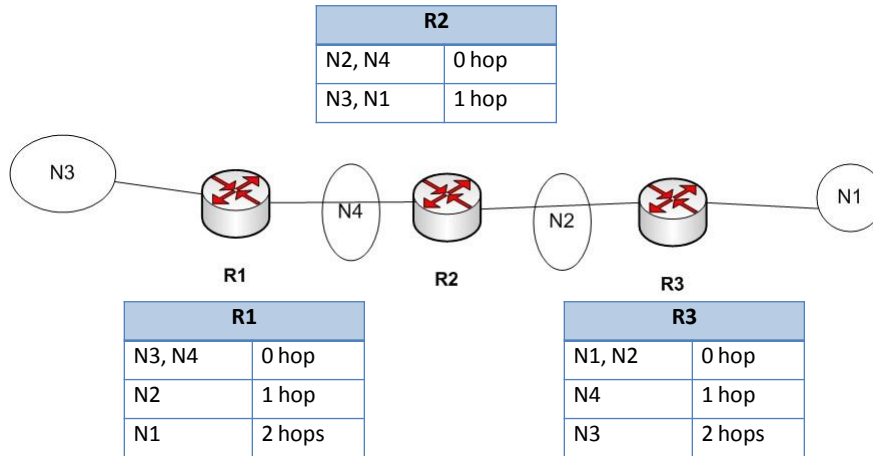 R2
N2, N4 0 hop
N3, N1 1 hop
N3
N4
N2
N1
R1
R2
R3
R1
N3, N4 0 hop
N2 1 hop
N1 2 hops
R3
N1, N2 0 hop
N4 1 hop
N3 2 hops